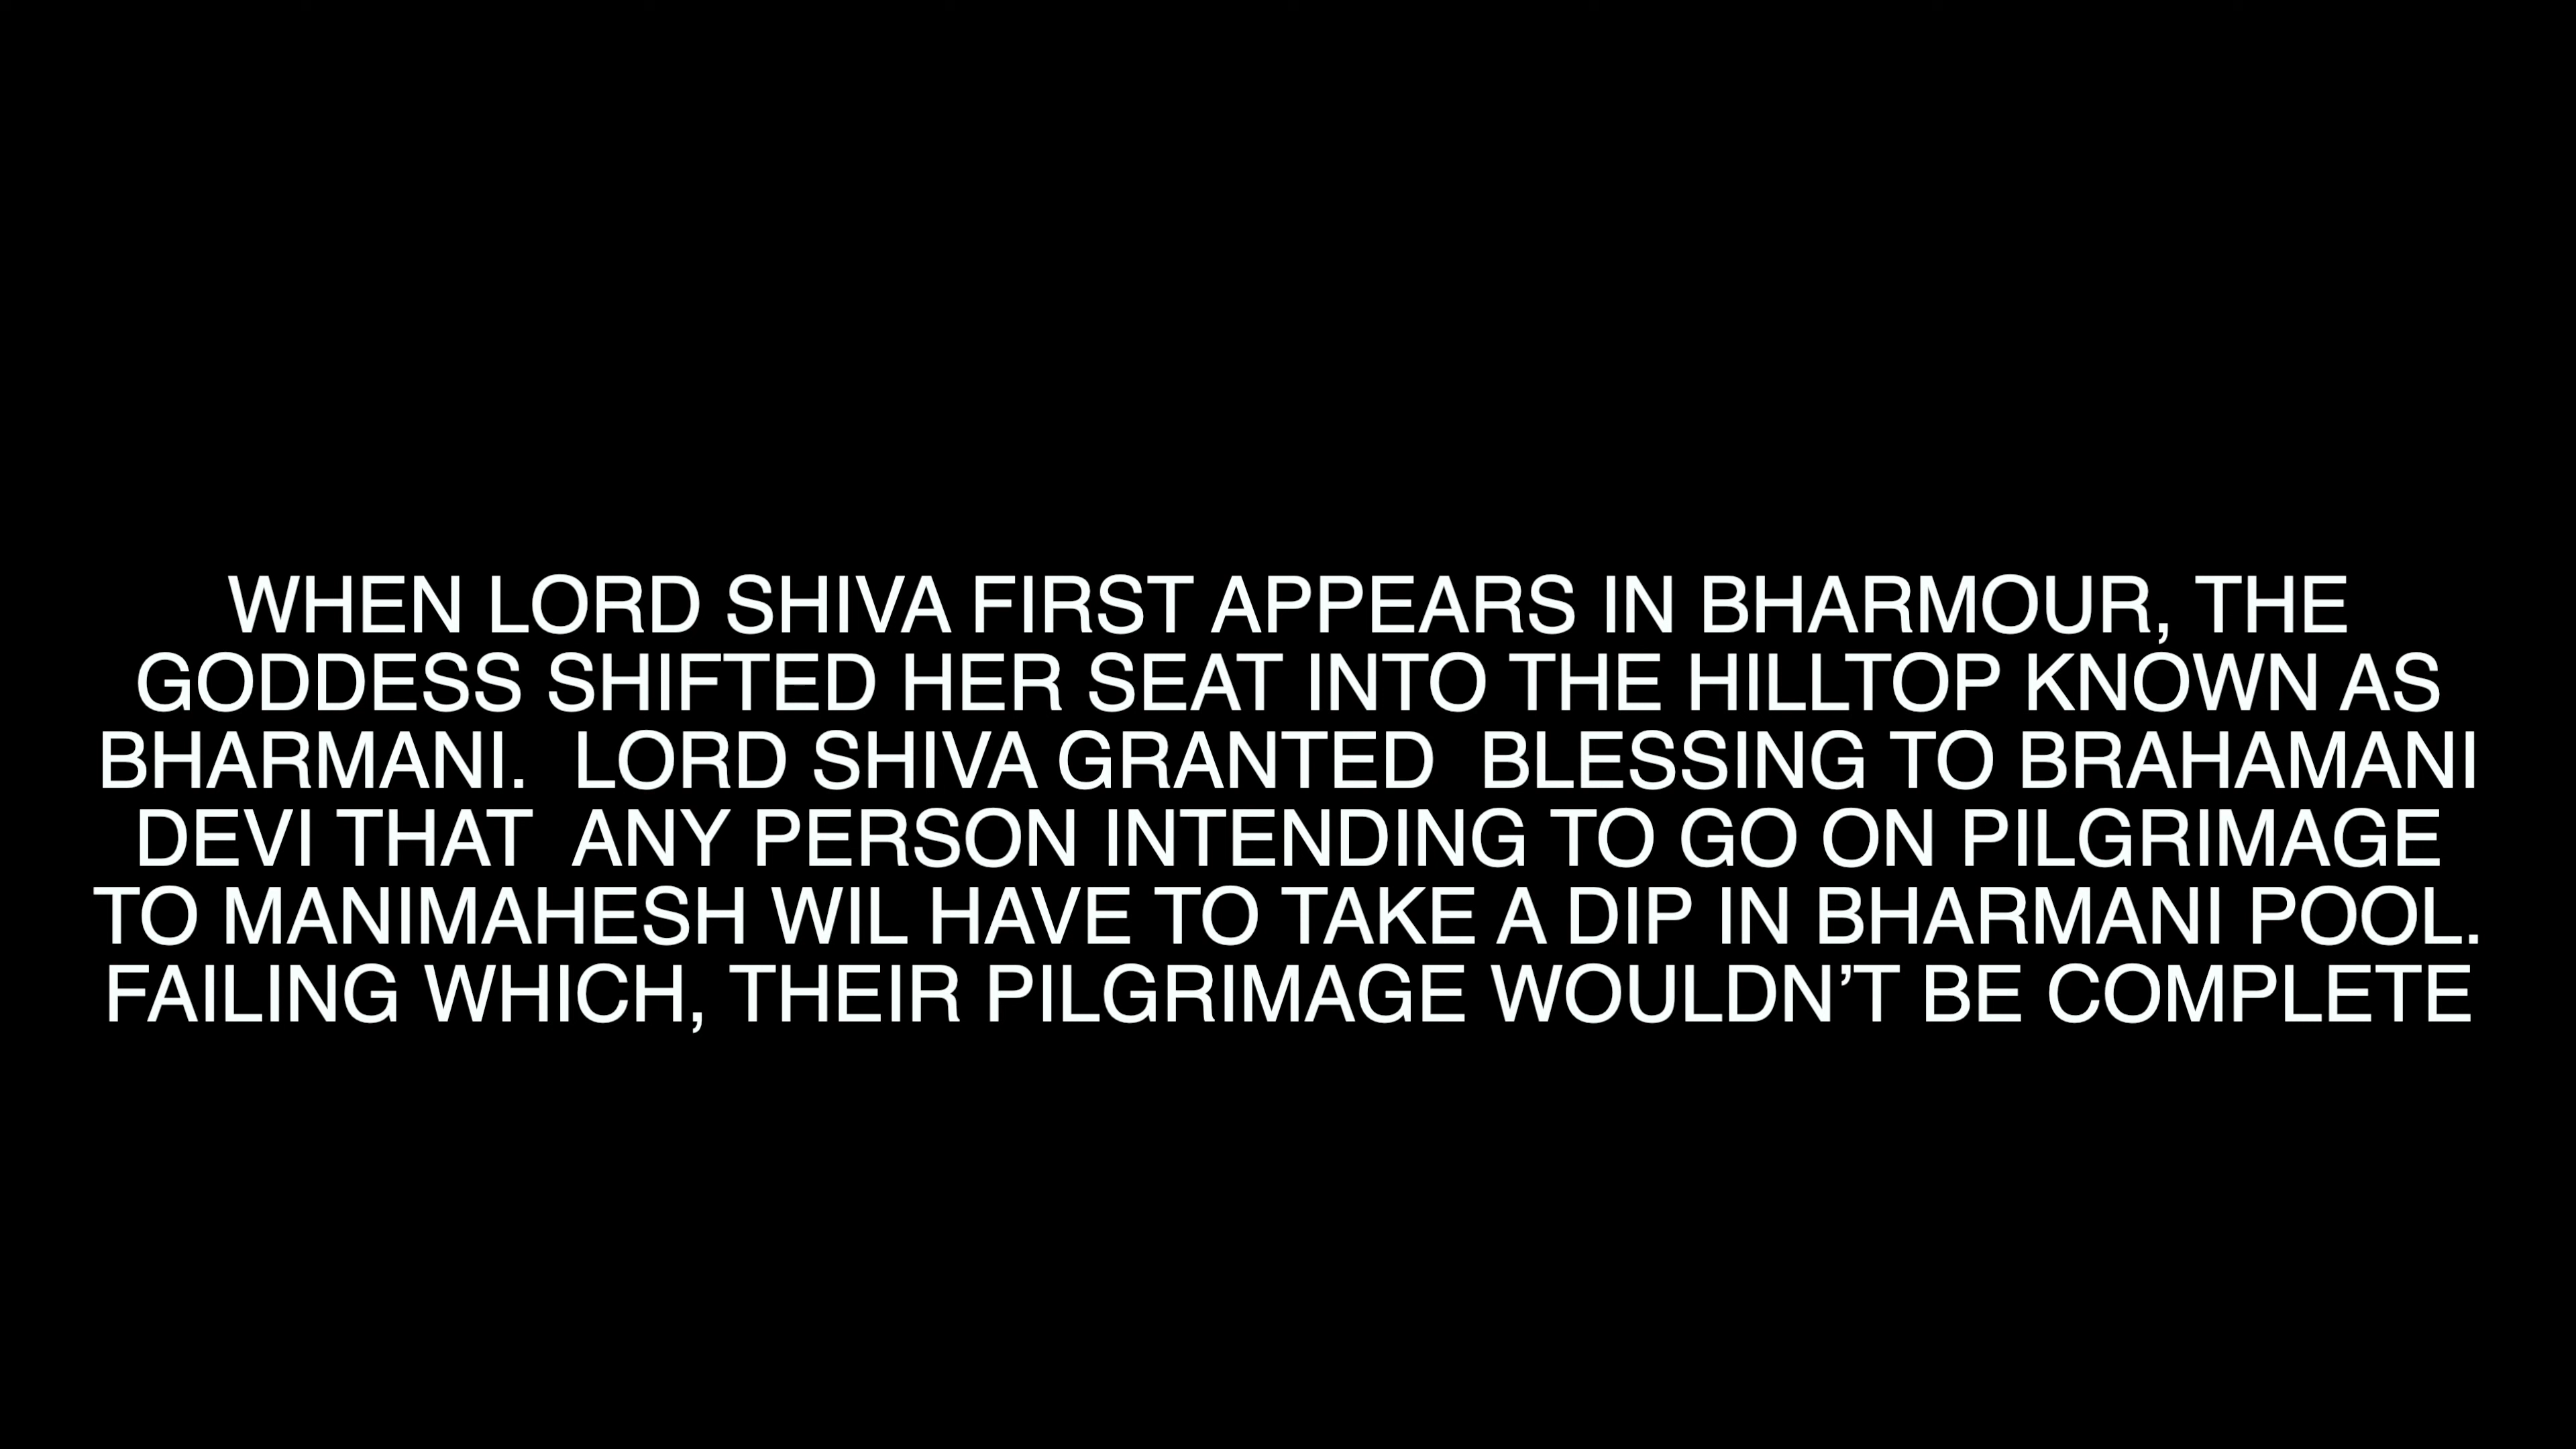 WHEN LORD SHIVA FIRST APPEARS IN BHARMOUR, THE
GODDESS SHIFTED HER SEAT INTO THE HILLTOP KNOWN AS
BHARMANI.  LORD SHIVA GRANTED  BLESSING TO BRAHAMANI
DEVI THAT  ANY PERSON INTENDING TO GO ON PILGRIMAGE
TO MANIMAHESH WIL HAVE TO TAKE A DIP IN BHARMANI POOL.
FAILING WHICH, THEIR PILGRIMAGE WOULDN’T BE COMPLETE